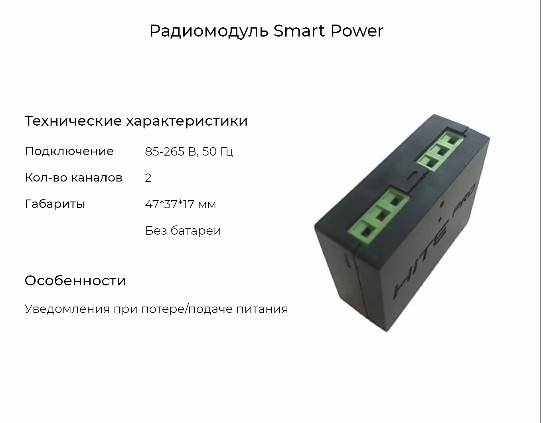 Радиомодуль Smart Power
Технические характеристики
Подключение 85-265 В, 50 Гц
Кол-во каналов 2
Габариты 47*37*17 мм
Без батареи
Особенности
Уведомления при потере/подаче питания
HiTE PRO